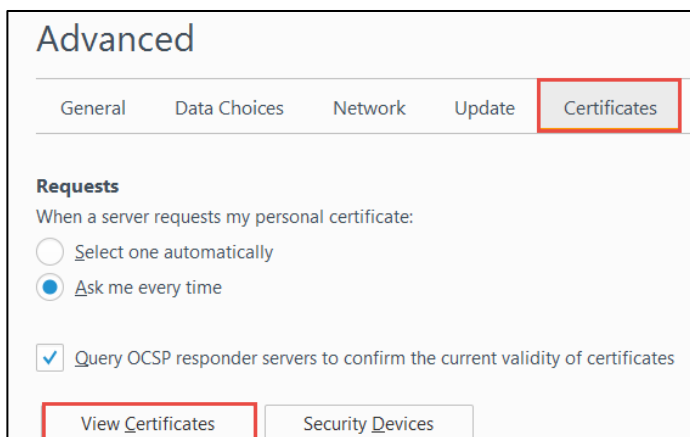 Advanced
General Data Choices Network Update Certificates
Requests
When a server requests my personal certificate:
Select one automatically
Ask me every time
Query OCSP responder servers to confirm the current validity of certificates
View Certificates Security Devices